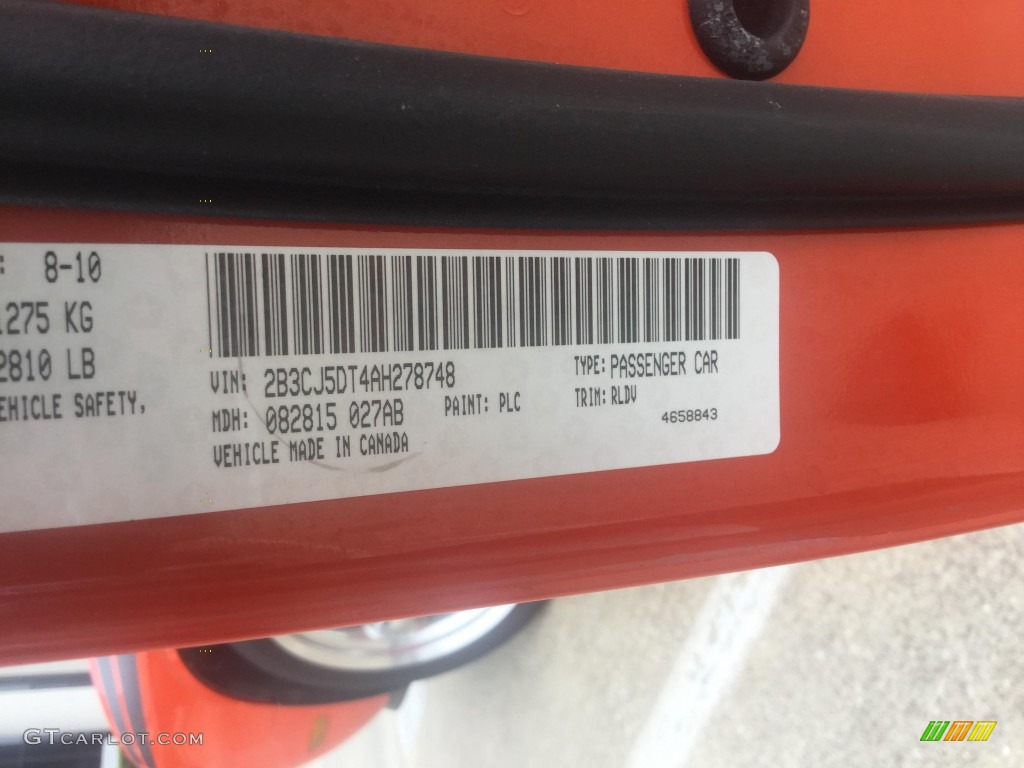 : 8-10
1275 KG
2810 LB
EHICLE SAFETY,
VIN: 2B3CJ5DT4AH278748
TYPE: PASSENGER CAR
MDH: 082815 027AB
PAINT: PLC
TRIM: RLDV
VEHICLE MADE IN CANADA
4658843
GTCARLOT.COM